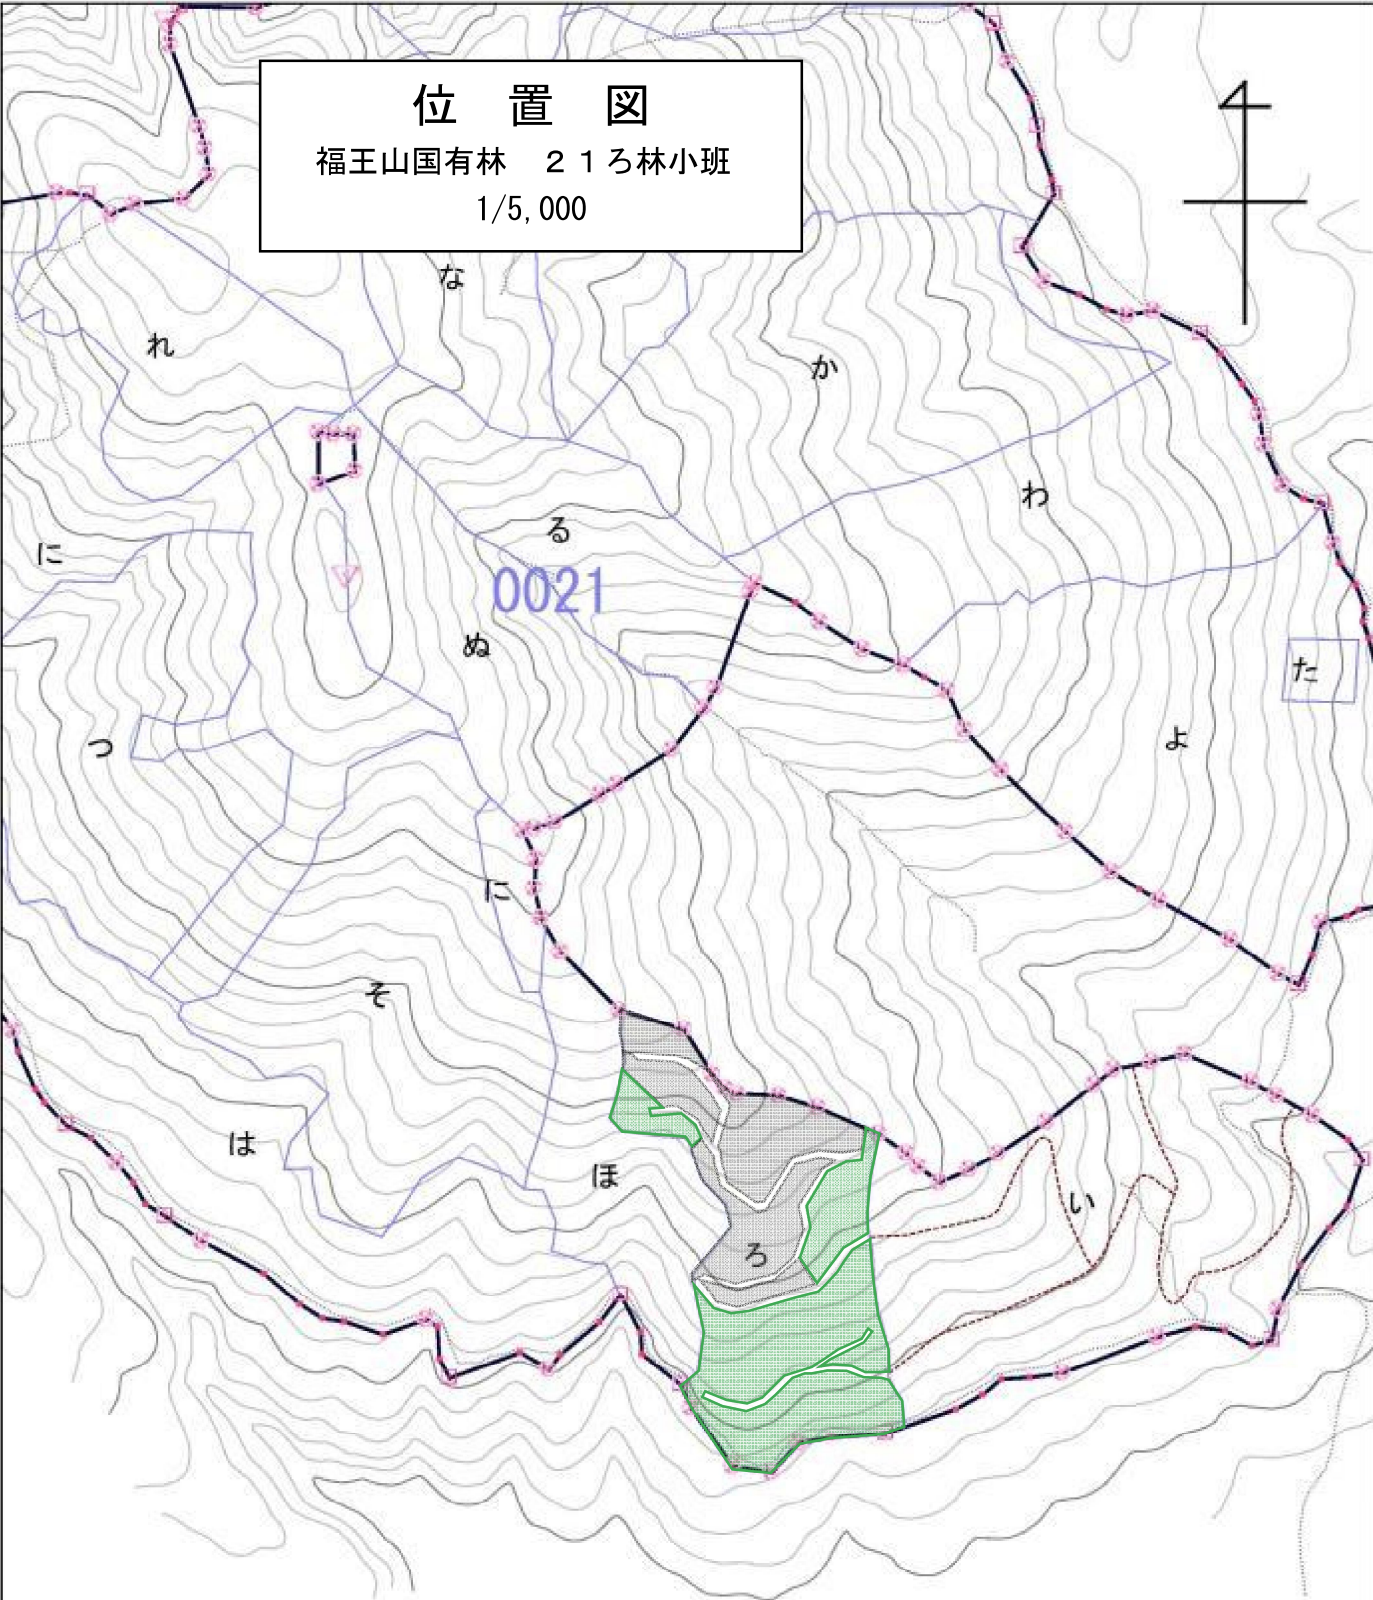 位 置 図
福王山国有林 21ろ林小班
1/5,000
な
れ
か
わ
る
に
0021
ぬ
た
つ
よ
に
そ
は
ほ
い
ろ